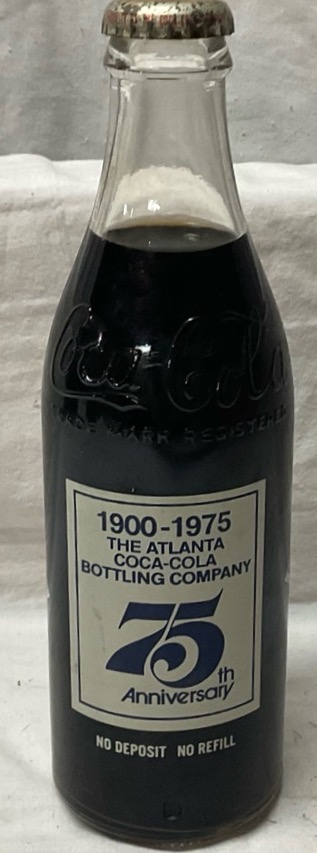 Coca-Cola
TRADE MARK REGISTERED
1900-1975
THE ATLANTA
COCA-COLA
BOTTLING COMPANY
75th
Anniversary
NO DEPOSIT NO REFILL